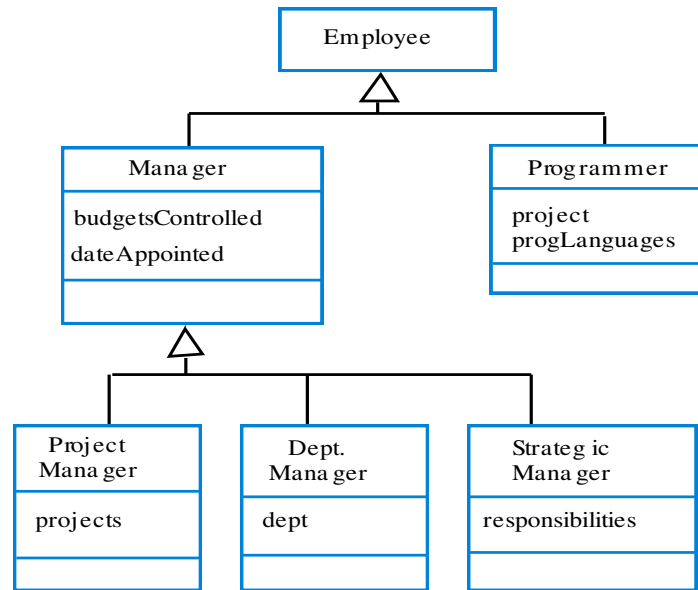 Employee
Manager
budgetsControlled
dateAppointed
Programmer
project
progLanguages
Project
Manager
projects
Dept.
Manager
dept
Strategic
Manager
responsibilities